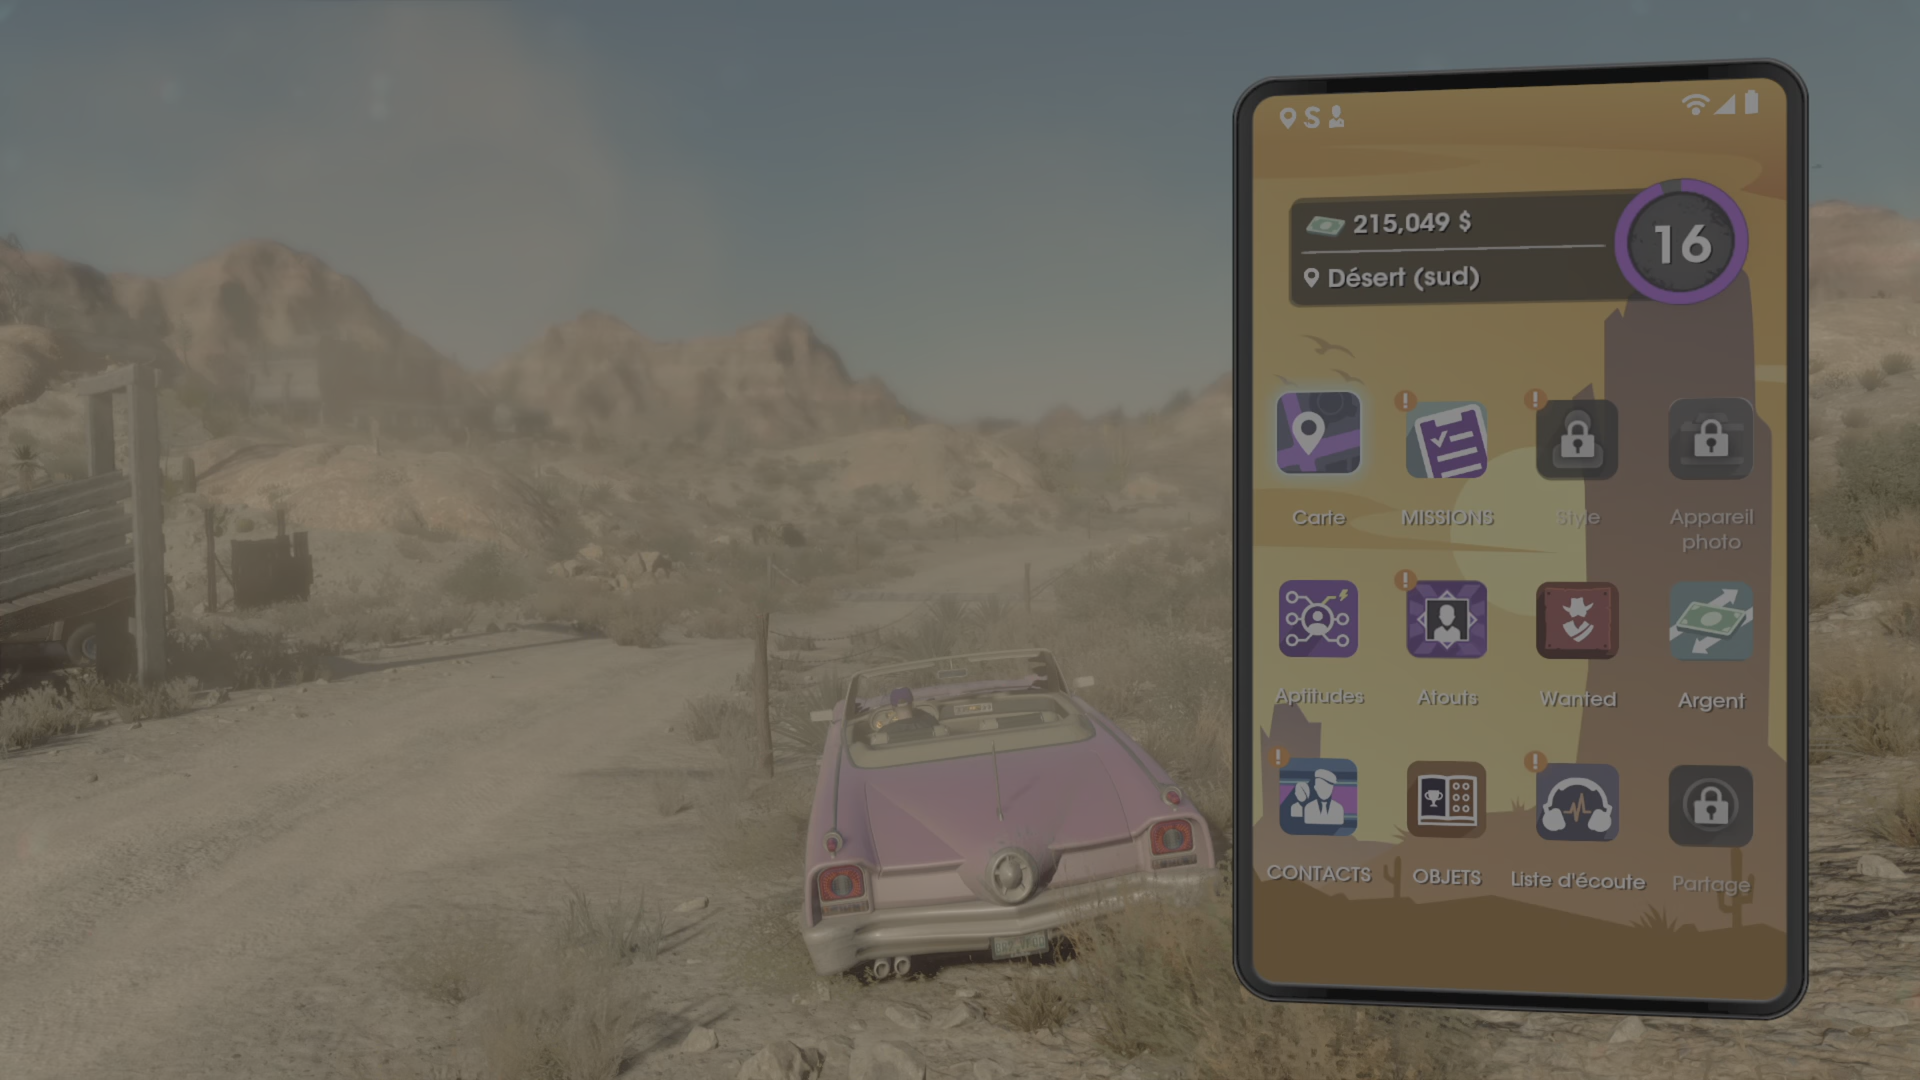 215,049 $
16
Désert (sud)
Carte
MISSIONS
Style
Appareil
photo
Aptitudes
Atouts
Wanted
Argent
CONTACTS
OBJETS
Liste d'écoute
Partage